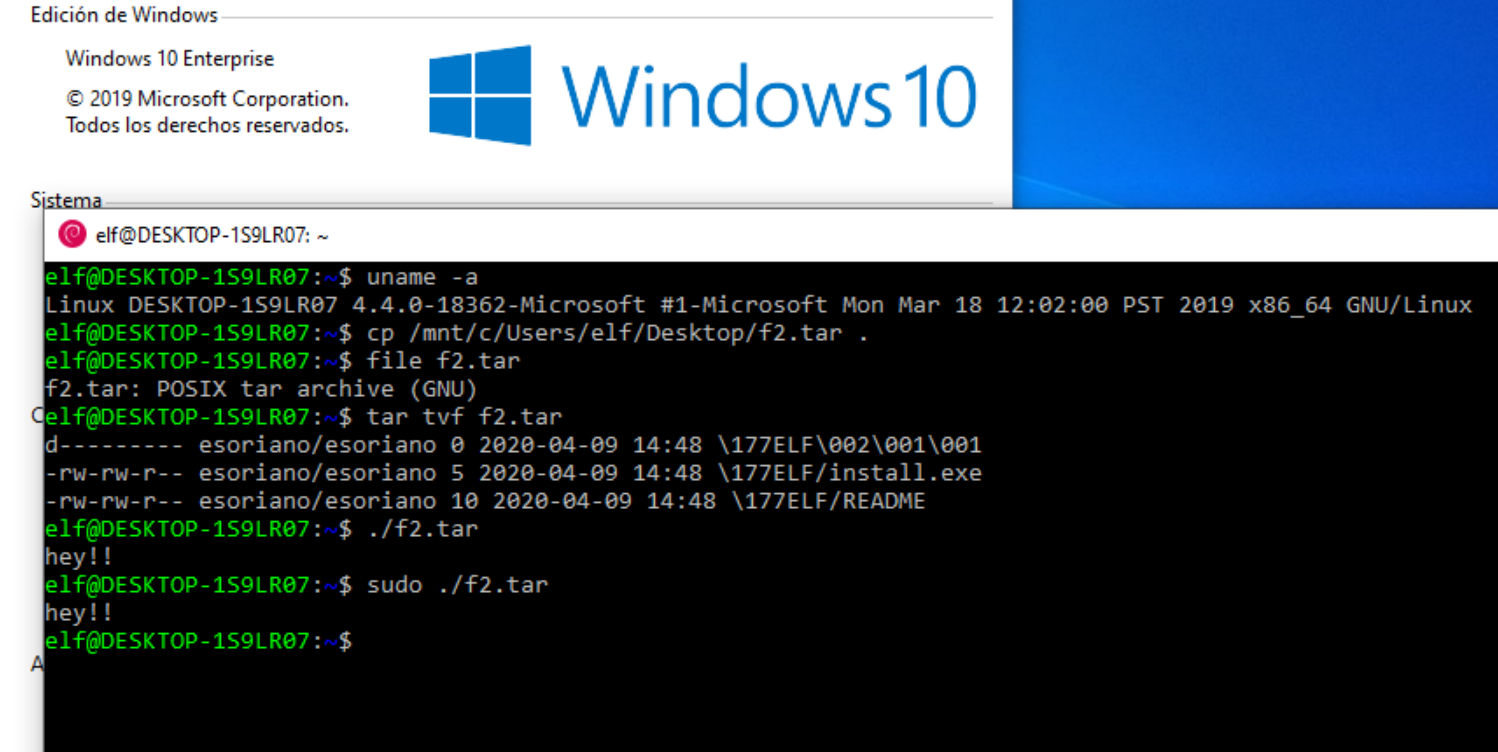 Edición de Windows
Windows 10 Enterprise
© 2019 Microsoft Corporation.
Todos los derechos reservados.
Windows 10
Sistema
elf@DESKTOP-1S9LR07: ~
elf@DESKTOP-1S9LR07:~$ uname -a
Linux DESKTOP-1S9LR07 4.4.0-18362-Microsoft #1-Microsoft Mon Mar 18 12:02:00 PST 2019 x86_64 GNU/Linux
elf@DESKTOP-1S9LR07:~$ cp /mnt/c/Users/elf/Desktop/f2.tar .
elf@DESKTOP-1S9LR07:~$ file f2.tar
f2.tar: POSIX tar archive (GNU)
elf@DESKTOP-1S9LR07:~$ tar tvf f2.tar
d--------- esoriano/esoriano 0 2020-04-09 14:48 \177ELF\002\001\001
-rw-rw-r-- esoriano/esoriano 5 2020-04-09 14:48 \177ELF/install.exe
-rw-rw-r-- esoriano/esoriano 10 2020-04-09 14:48 \177ELF/README
elf@DESKTOP-1S9LR07:~$ ./f2.tar
hey!!
elf@DESKTOP-1S9LR07:~$ sudo ./f2.tar
hey!!
elf@DESKTOP-1S9LR07:~$